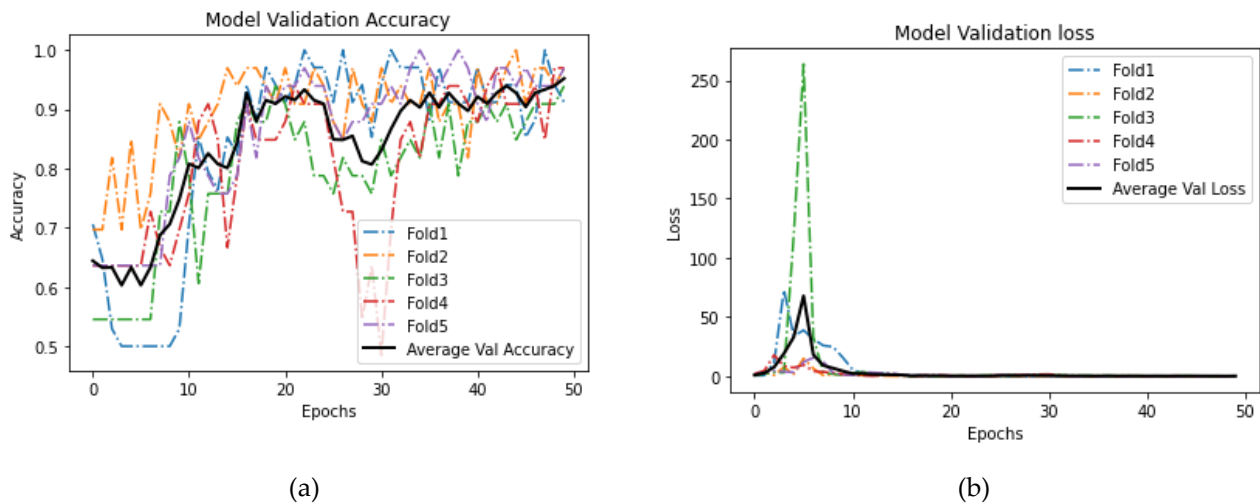 Model Validation Accuracy
1.0
0.9
0.8
0.7
0.6
0.5
Accuracy
0
10
20
30
40
50
Epochs
Fold1
Fold2
Fold3
Fold4
Fold5
Average Val Accuracy
(a)
Model Validation loss
250
200
150
100
50
0
Loss
0
10
20
30
40
50
Epochs
Fold1
Fold2
Fold3
Fold4
Fold5
Average Val Loss
(b)